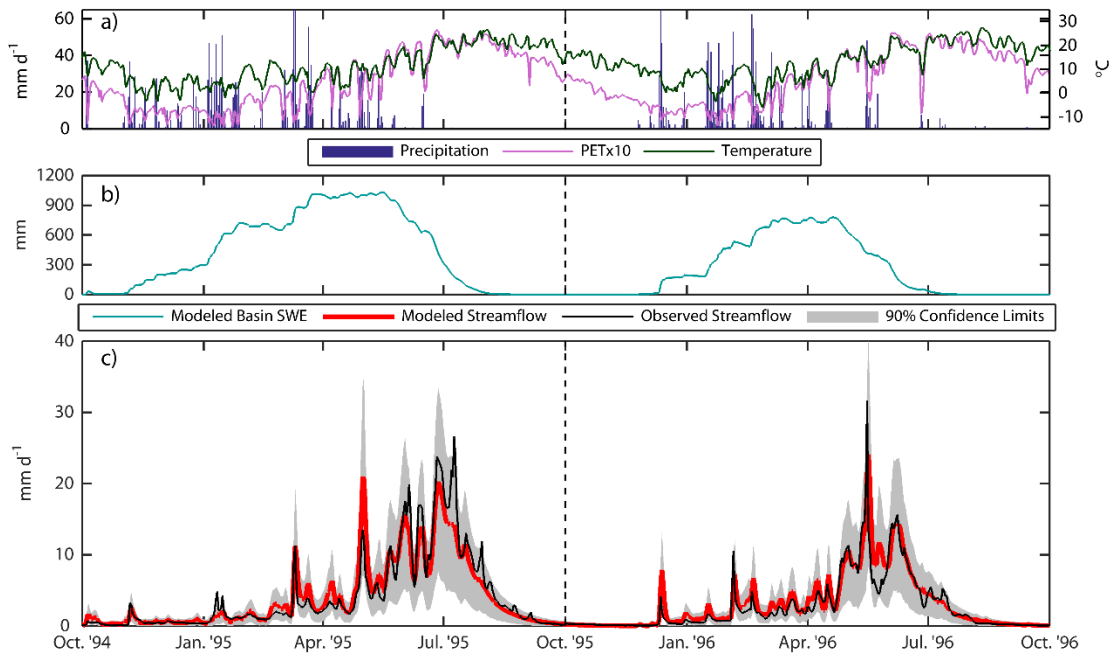 a)
60
40
20
0
mm d-1
30
20
10
0
-10
°C
Precipitation PETx10 Temperature
b)
1200
900
600
300
0
mm
Modeled Basin SWE Modeled Streamflow Observed Streamflow 90% Confidence Limits
c)
40
30
20
10
0
mm d-1
Oct. '94 Jan. '95 Apr. '95 Jul. '95 Oct. '95 Jan. '96 Apr. '96 Jul. '96 Oct. '96